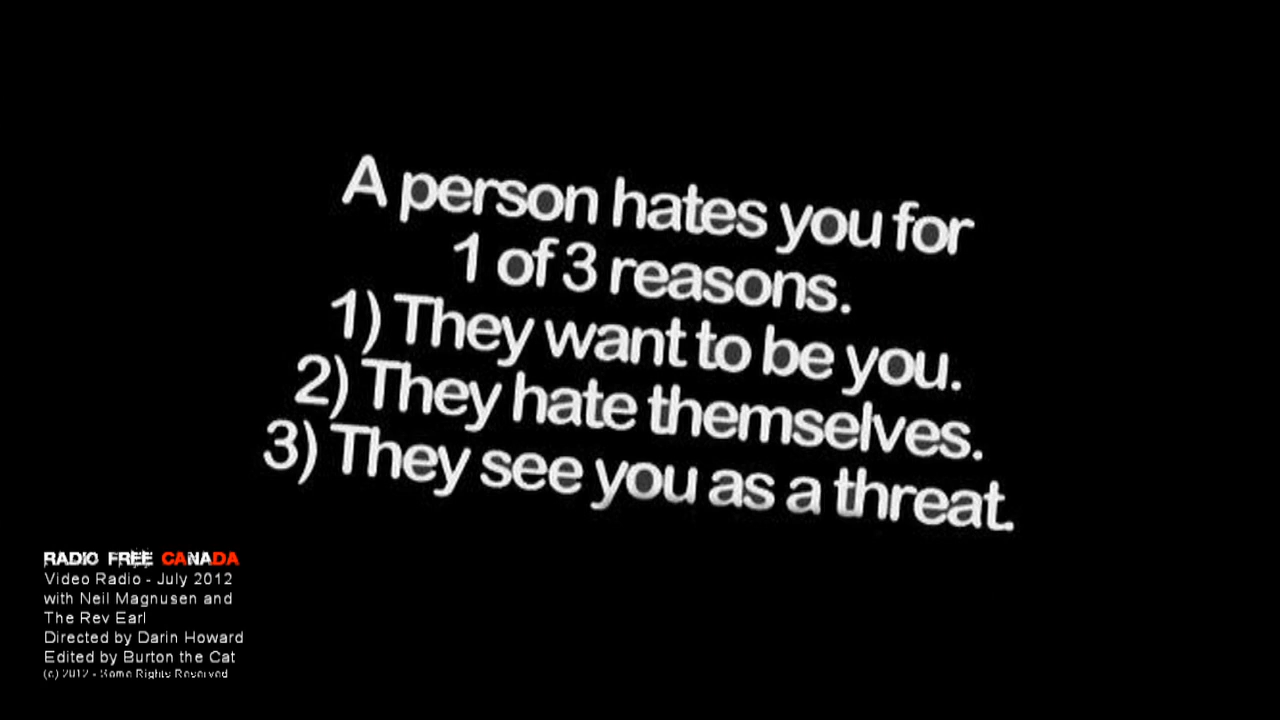 A person hates you for
1 of 3 reasons.
1) They want to be you.
2) They hate themselves.
3) They see you as a threat.
RADIO FREE CANADA
Video Radio - July 2012
with Neil Magnusen and
The Rev Earl
Directed by Darin Howard
Edited by Burton the Cat
(c) 2012 - Some Rights Reserved